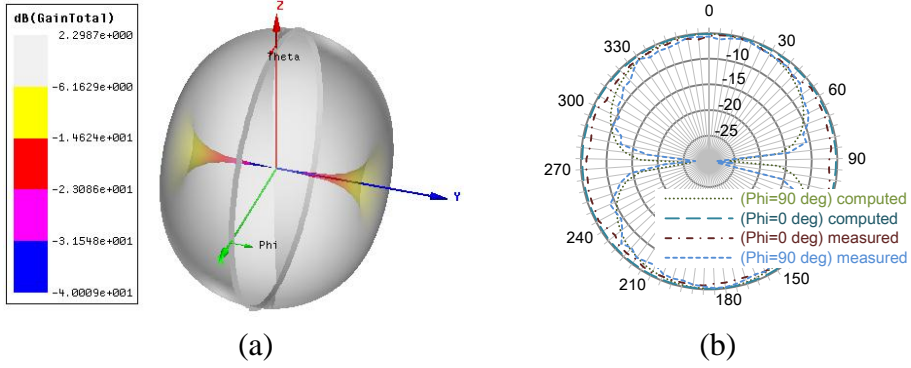 dB(GainTotal)
2.2987e+000
-6.1629e+000
-1.4624e+001
-2.3086e+001
-3.1548e+001
-4.0009e+001
Z
Theta
Y
Phi
(a)
0
30
60
90
150
180
210
240
270
300
330
-10
-15
-20
-25
(Phi=90 deg) computed
(Phi=0 deg) computed
(Phi=0 deg) measured
(Phi=90 deg) measured
(b)